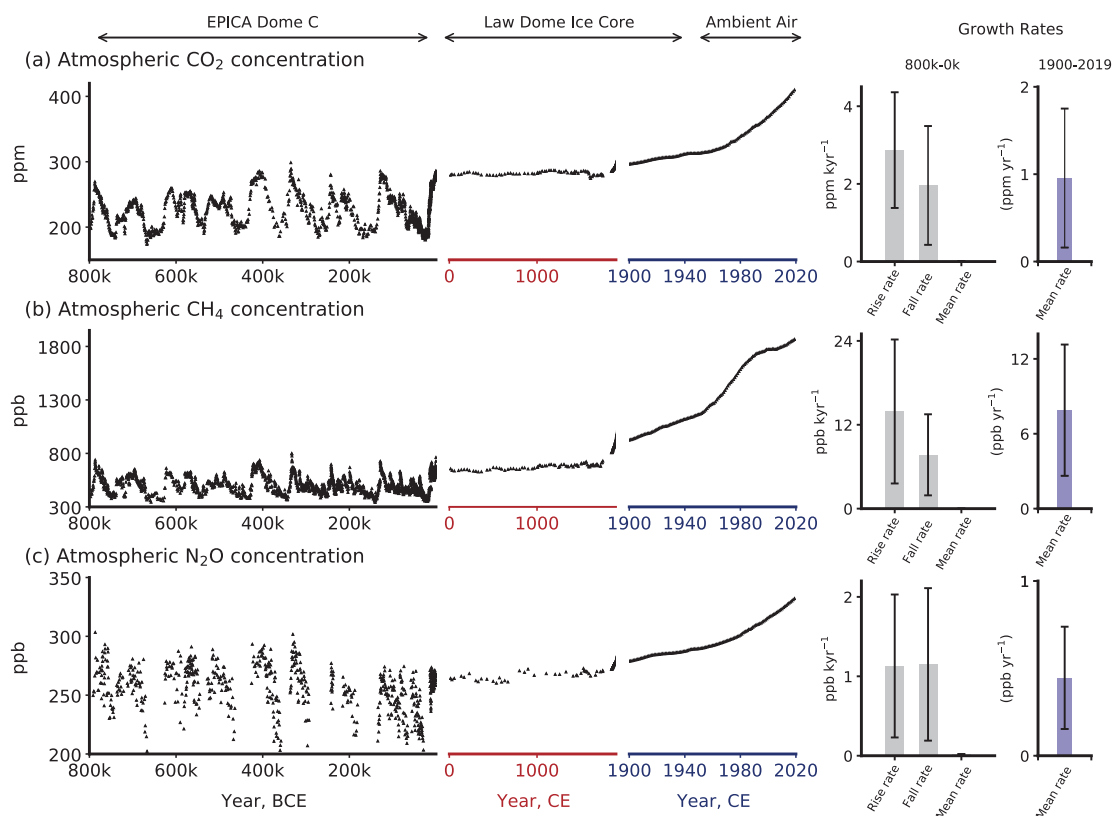 EPICA Dome C
Law Dome Ice Core
Ambient Air
Growth Rates
(a) Atmospheric CO₂ concentration
800k-0k
1900-2019
400
300
200
ppm
800k
600k
400k
200k
0
1000
1900
1940
1980
2020
4
2
0
ppm kyr⁻¹
Rise rate
Fall rate
Mean rate
2
1
0
(ppm yr⁻¹)
Mean rate
(b) Atmospheric CH₄ concentration
1800
1300
800
300
ppb
800k
600k
400k
200k
0
1000
1900
1940
1980
2020
24
12
0
ppb kyr⁻¹
Rise rate
Fall rate
Mean rate
12
6
0
(ppb yr⁻¹)
Mean rate
(c) Atmospheric N₂O concentration
350
300
250
200
ppb
800k
600k
400k
200k
0
1000
1900
1940
1980
2020
Year, BCE
Year, CE
Year, CE
2
1
0
ppb kyr⁻¹
Rise rate
Fall rate
Mean rate
1
0
(ppb yr⁻¹)
Mean rate